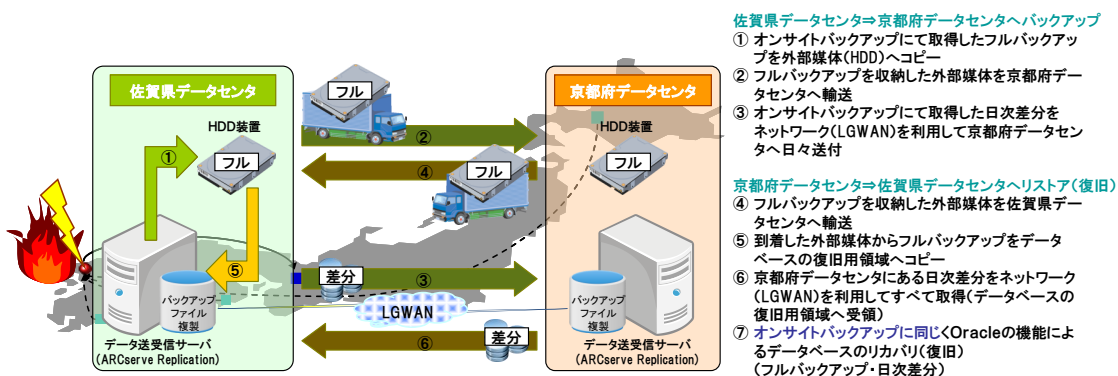 佐賀県データセンタ⇒京都府データセンタへバックアップ
① オンサイトバックアップにて取得したフルバックアッ
プを外部媒体(HDD)へコピー
② フルバックアップを収納した外部媒体を京都府デー
タセンタへ輸送
③ オンサイトバックアップにて取得した日次差分を
ネットワーク(LGWAN)を利用して京都府データセン
タへ日々送付
京都府データセンタ⇒佐賀県データセンタへリストア(復旧)
④ フルバックアップを収納した外部媒体を佐賀県デー
タセンタへ輸送
⑤ 到着した外部媒体からフルバックアップをデータ
ベースの復旧用領域へコピー
⑥ 京都府データセンタにある日次差分をネットワーク
(LGWAN)を利用してすべて取得(データベースの
復旧用領域へ受領)
⑦ オンサイトバックアップに同じくOracleの機能によ
るデータベースのリカバリ(復旧)
(フルバックアップ・日次差分)
佐賀県データセンタ
HDD装置
フル
①
⑤
バックアップ
ファイル
複製
データ送受信サーバ
(ARCserve Replication)
フル
②
④
フル
差分
③
LGWAN
⑥
差分
京都府データセンタ
HDD装置
フル
バックアップ
ファイル
複製
データ送受信サーバ
(ARCserve Replication)